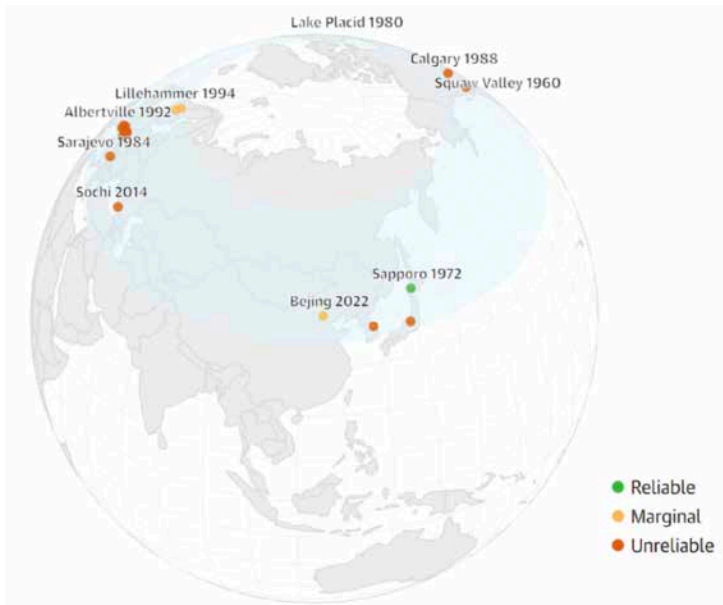 Lake Placid 1980
Calgary 1988
Squaw Valley 1960
Lillehammer 1994
Albertville 1992
Sarajevo 1984
Sochi 2014
Sapporo 1972
Bejing 2022
Reliable
Marginal
Unreliable